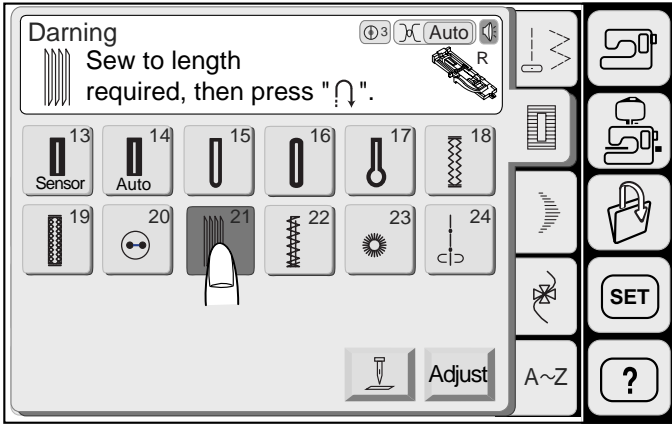 Darning
3 Auto
R
Sew to length
required, then press "⋂".
13 14 15 16 17 18
Sensor Auto
19 20 21 22 23 24
SET
Adjust A~Z ?